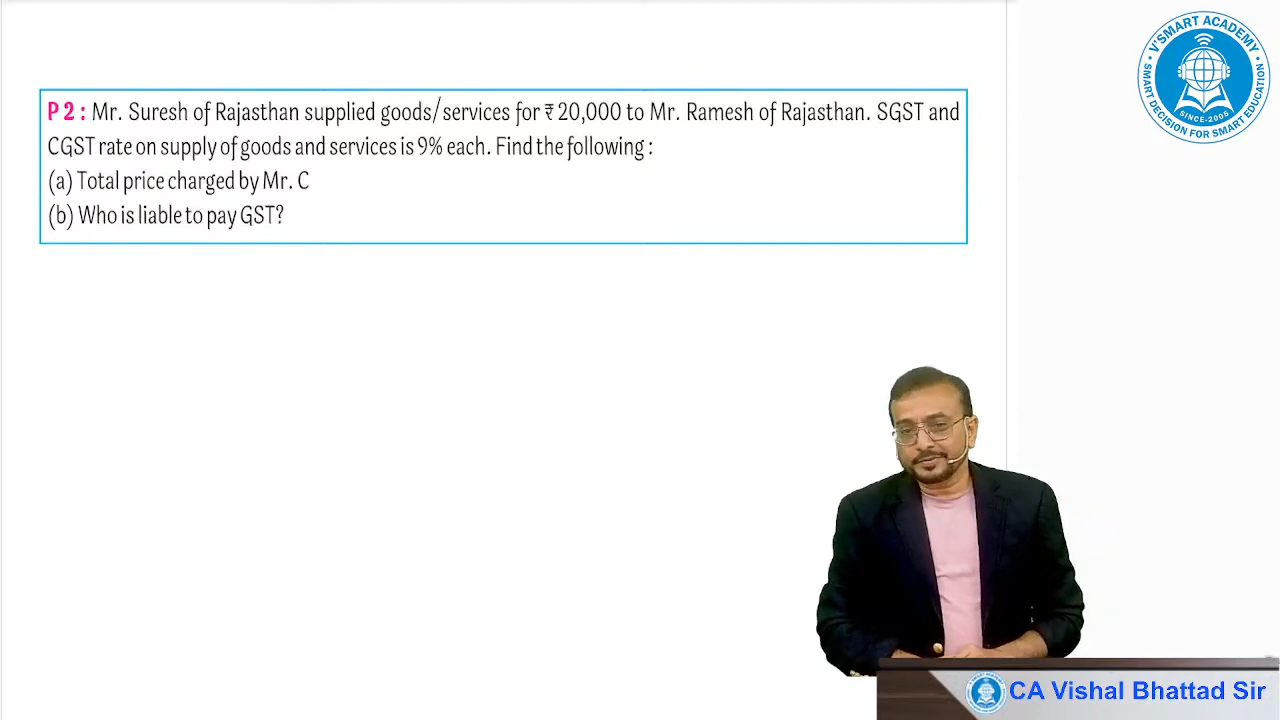 P 2 : Mr. Suresh of Rajasthan supplied goods/services for ₹ 20,000 to Mr. Ramesh of Rajasthan. SGST and
CGST rate on supply of goods and services is 9% each. Find the following :
(a) Total price charged by Mr. C
(b) Who is liable to pay GST?
V'SMART ACADEMY
SMART DECISION FOR SMART EDUCATION
SINCE-2005
CA Vishal Bhattad Sir